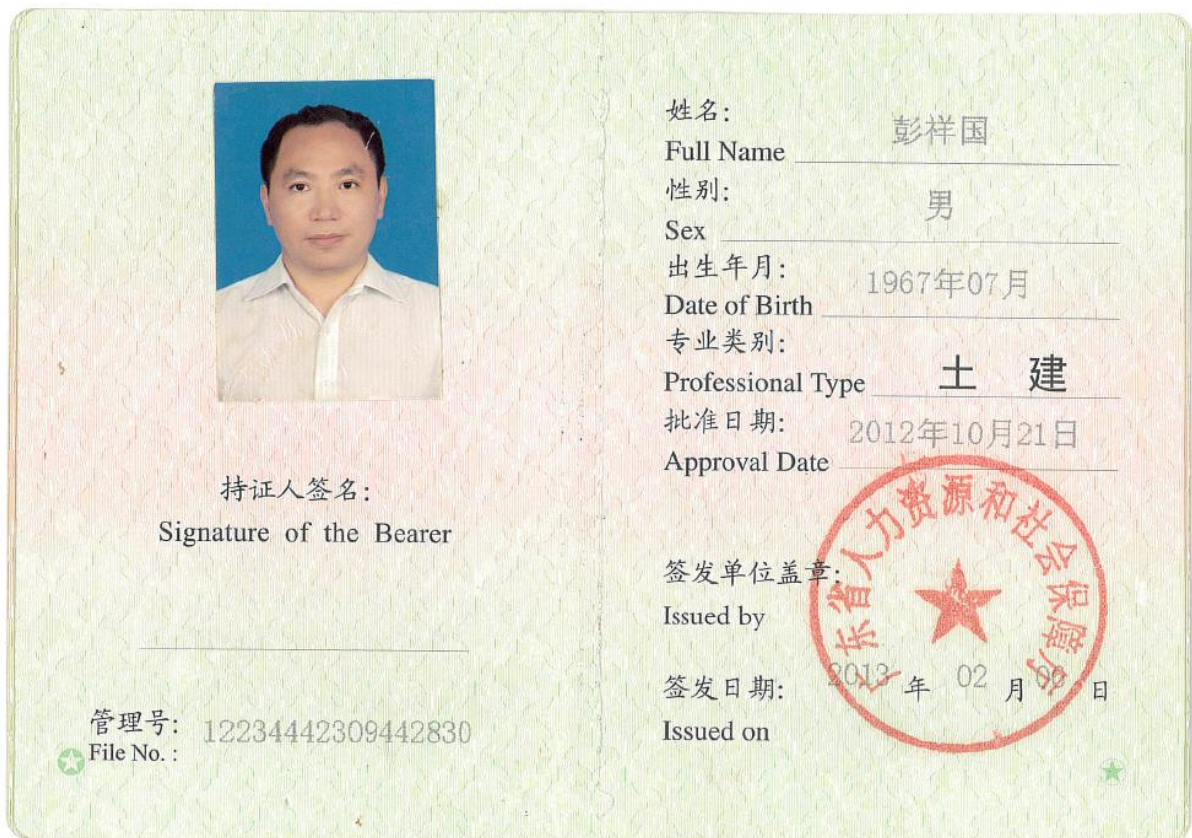 持证人签名:
Signature of the Bearer
管理号: 12234442309442830
File No. :
姓名: 彭祥国
Full Name
性别: 男
Sex
出生年月: 1967年07月
Date of Birth
专业类别:
Professional Type 土 建
批准日期: 2012年10月21日
Approval Date
签发单位盖章:
Issued by
广东省人力资源和社会保障厅
签发日期: 2013 年 02 月 日
Issued on